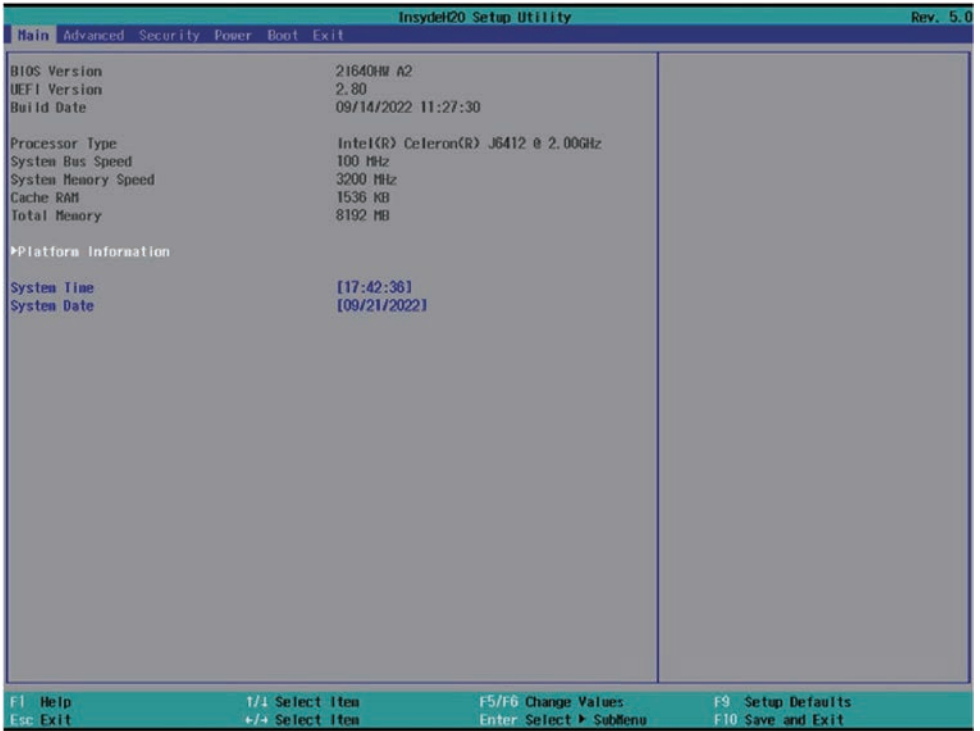 InsydeH20 Setup Utility Rev. 5.0
Main Advanced Security Power Boot Exit
BIOS Version 21640HW A2
UEFI Version 2.80
Build Date 09/14/2022 11:27:30
Processor Type Intel(R) Celeron(R) J6412 @ 2.00GHz
System Bus Speed 100 MHz
System Memory Speed 3200 MHz
Cache RAM 1536 KB
Total Memory 8192 MB
▶Platform Information
System Time [17:42:36]
System Date [09/21/2022]
F1 Help ↑/↓ Select Item F5/F6 Change Values F9 Setup Defaults
Esc Exit ←/→ Select Item Enter Select ▶ SubMenu F10 Save and Exit